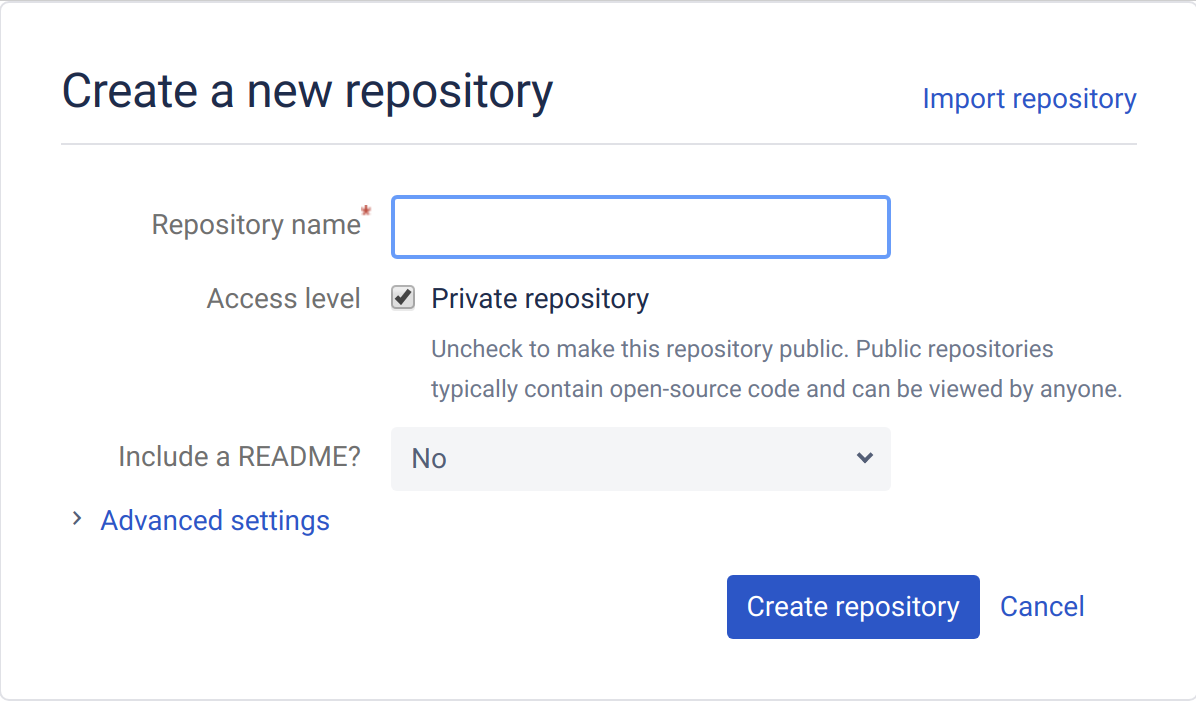 Create a new repository
Import repository
Repository name*
Access level
Private repository
Uncheck to make this repository public. Public repositories
typically contain open-source code and can be viewed by anyone.
Include a README?
No
Advanced settings
Create repository
Cancel